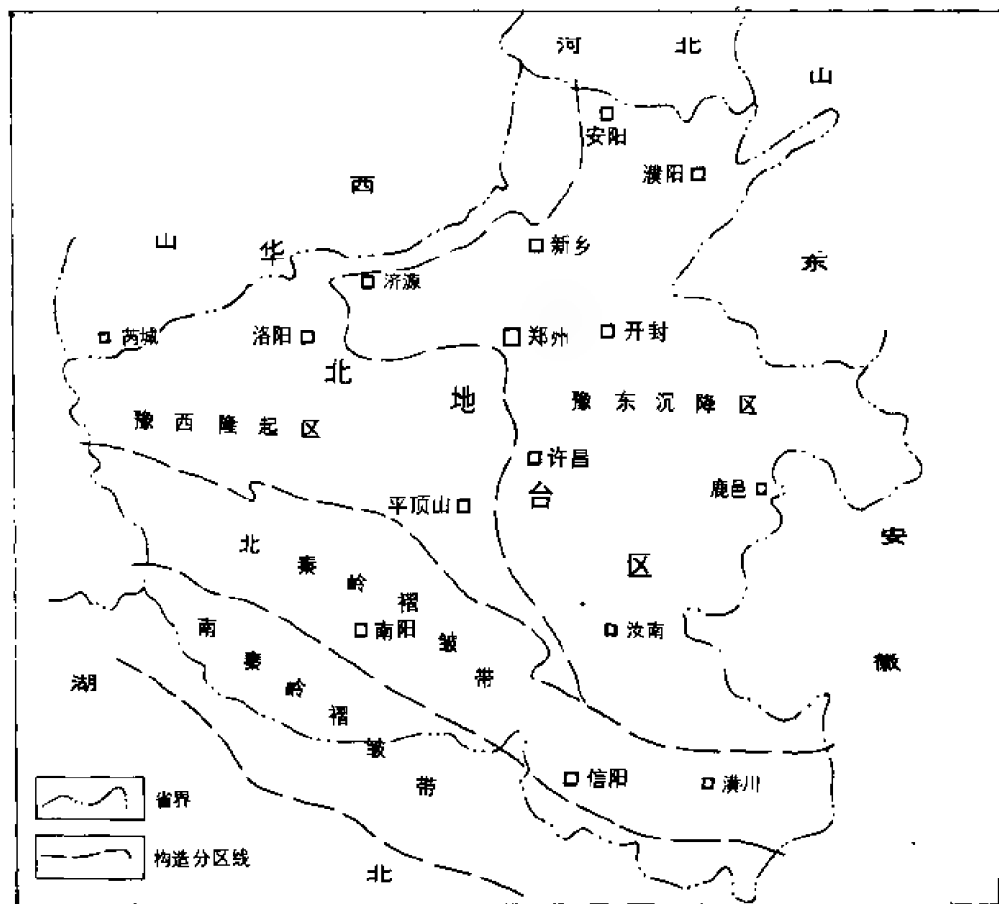 河北
山东
山西
安阳
濮阳
新乡
济源
芮城
洛阳
郑州
开封
华北地台区
豫西隆起区
豫东沉降区
许昌
平顶山
鹿邑
安徽
北秦岭褶皱带
南阳
汝南
南秦岭褶皱带
湖北
信阳
潢川
省界
构造分区线